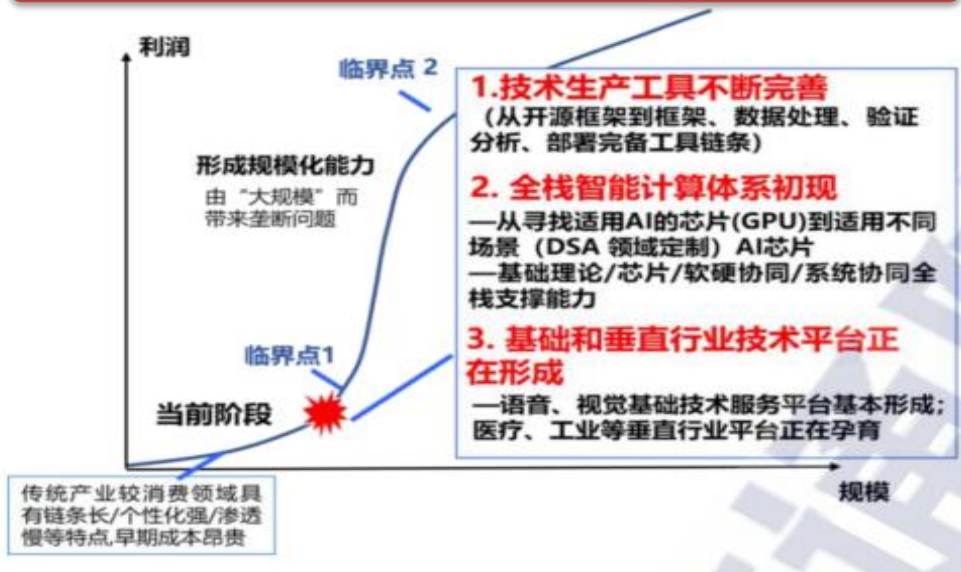 利润
临界点 2
1.技术生产工具不断完善
（从开源框架到框架、数据处理、验证
分析、部署完备工具链条）
形成规模化能力
由“大规模”而
带来垄断问题
2. 全栈智能计算体系初现
—从寻找适用AI的芯片(GPU)到适用不同
场景（DSA 领域定制）AI芯片
—基础理论/芯片/软硬协同/系统协同全
栈支撑能力
3. 基础和垂直行业技术平台正
在形成
—语音、视觉基础技术服务平台基本形成；
医疗、工业等垂直行业平台正在孕育
临界点1
当前阶段
传统产业较消费领域具
有链条长/个性化强/渗透
慢等特点,早期成本昂贵
规模